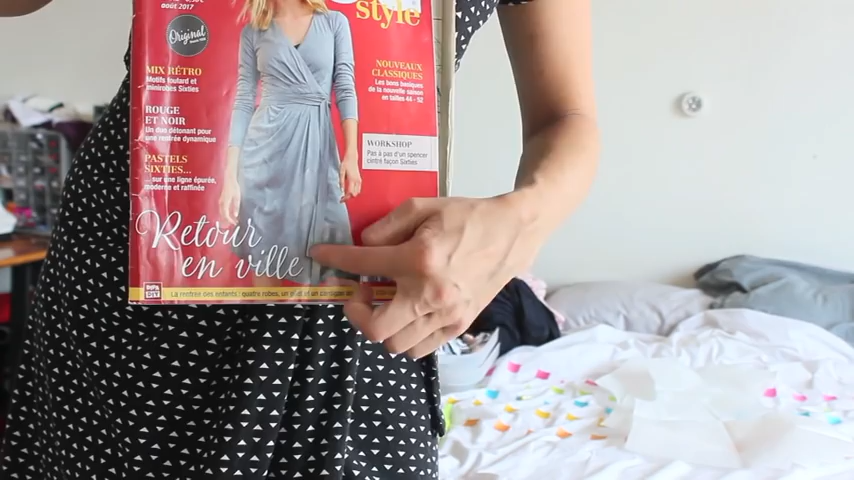 août 2017
style
Original
MIX RÉTRO
Motifs foulard et
minirobes Sixties
ROUGE
ET NOIR
Un duo détonant pour
une rentrée dynamique
PASTELS
SIXTIES...
... sur une ligne épurée,
moderne et raffinée
NOUVEAUX
CLASSIQUES
Les bons basiques
de la nouvelle saison
en tailles 44 - 52
WORKSHOP
Pas à pas d'un superbe
cintré façon Sixties
Retour
en ville
La rentrée des enfants : quatre robes, un